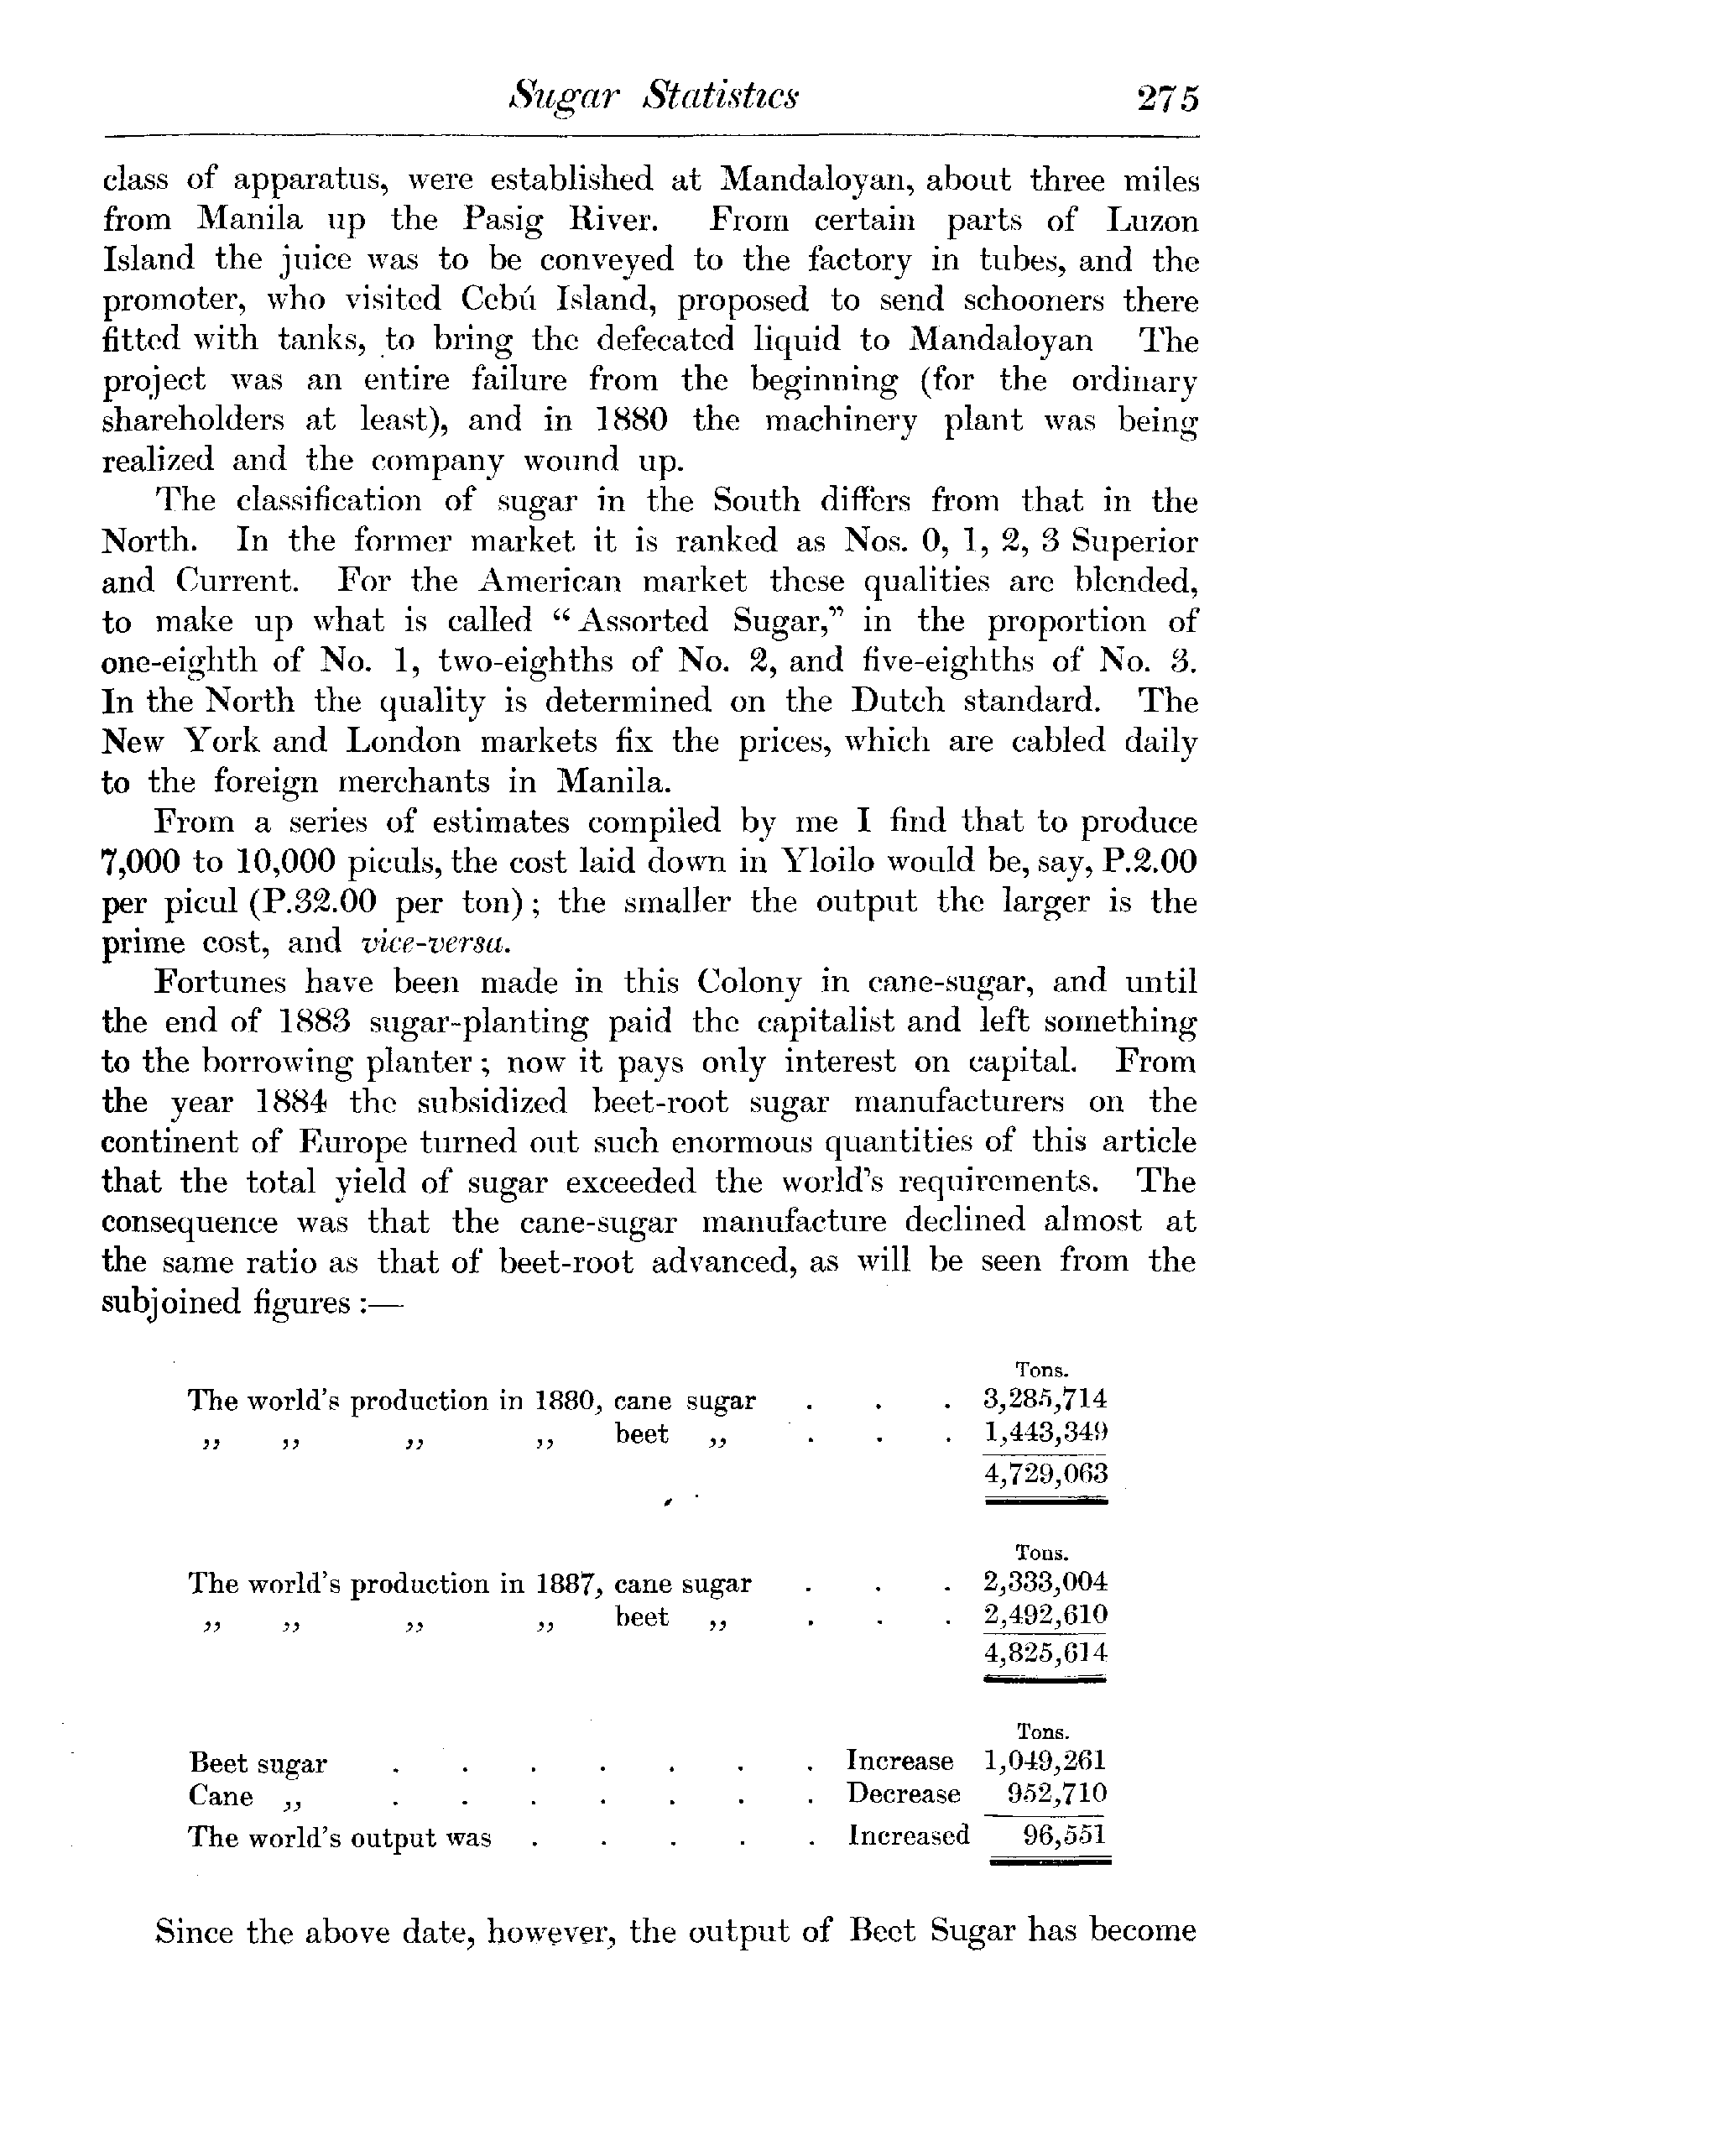 Sugar Statistics 275
class of apparatus, were established at Mandaloyan, about three miles
from Manila up the Pasig River. From certain parts of Luzon
Island the juice was to be conveyed to the factory in tubes, and the
promoter, who visited Cebú Island, proposed to send schooners there
fitted with tanks, to bring the defecated liquid to Mandaloyan The
project was an entire failure from the beginning (for the ordinary
shareholders at least), and in 1880 the machinery plant was being
realized and the company wound up.
The classification of sugar in the South differs from that in the
North. In the former market it is ranked as Nos. 0, 1, 2, 3 Superior
and Current. For the American market these qualities are blended,
to make up what is called “Assorted Sugar,” in the proportion of
one-eighth of No. 1, two-eighths of No. 2, and five-eighths of No. 3.
In the North the quality is determined on the Dutch standard. The
New York and London markets fix the prices, which are cabled daily
to the foreign merchants in Manila.
From a series of estimates compiled by me I find that to produce
7,000 to 10,000 piculs, the cost laid down in Yloilo would be, say, P.2.00
per picul (P.32.00 per ton); the smaller the output the larger is the
prime cost, and vice-versa.
Fortunes have been made in this Colony in cane-sugar, and until
the end of 1883 sugar-planting paid the capitalist and left something
to the borrowing planter; now it pays only interest on capital. From
the year 1884 the subsidized beet-root sugar manufacturers on the
continent of Europe turned out such enormous quantities of this article
that the total yield of sugar exceeded the world's requirements. The
consequence was that the cane-sugar manufacture declined almost at
the same ratio as that of beet-root advanced, as will be seen from the
subjoined figures:—
Tons.
The world's production in 1880, cane sugar . . . 3,285,714
„ „ „ „ beet „ . . . 1,443,349
4,729,063
Tons.
The world's production in 1887, cane sugar . . . 2,333,004
„ „ „ „ beet „ . . . 2,492,610
4,825,614
Tons.
Beet sugar . . . . . . . Increase 1,049,261
Cane „ . . . . . . . Decrease 952,710
The world's output was . . . . . Increased 96,551
Since the above date, however, the output of Beet Sugar has become